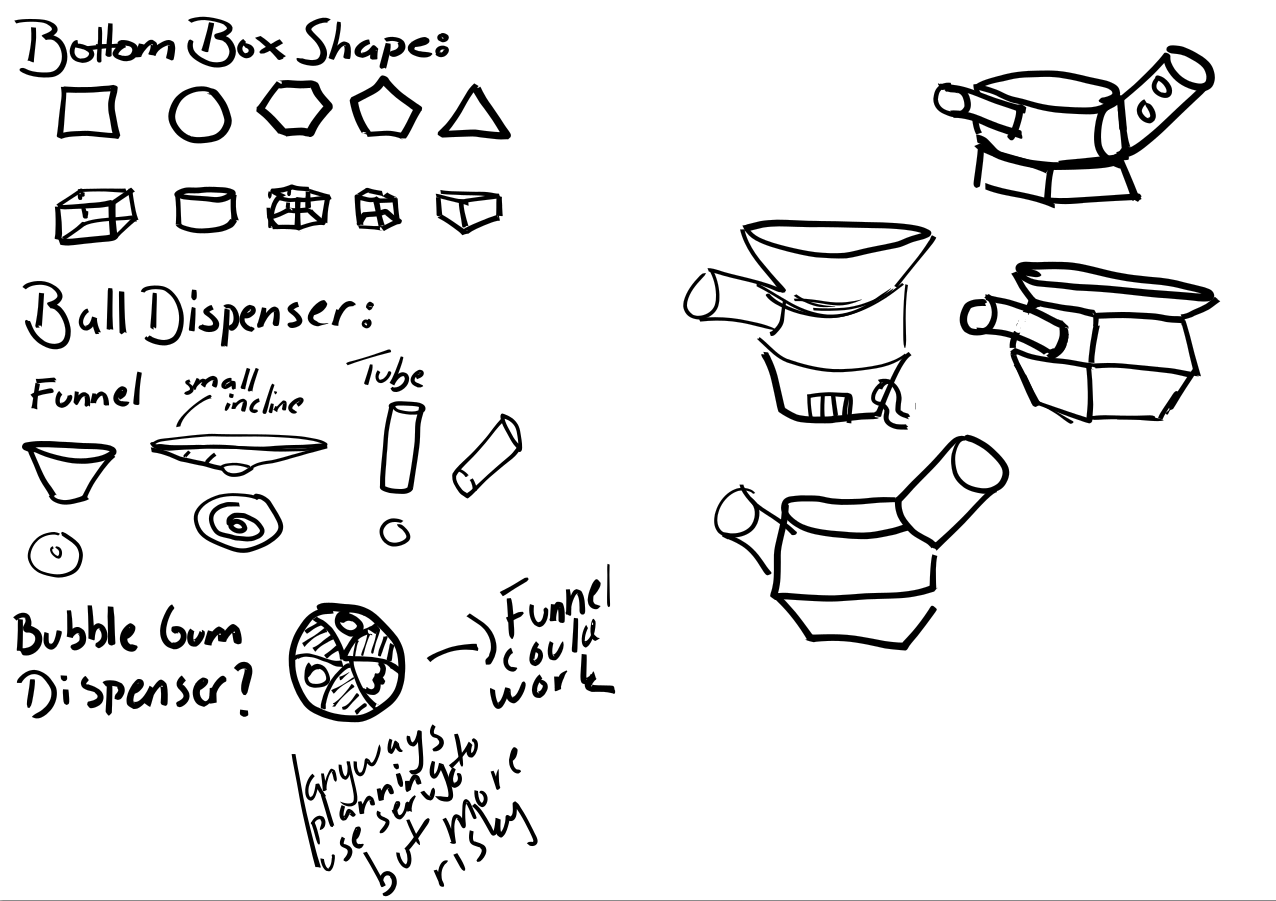 Bottom Box Shape:
Ball Dispenser:
Funnel
small
incline
Tube
Bubble Gum
Dispenser?
Funnel
could
work
anyways
planning to
use servo
but more
risky